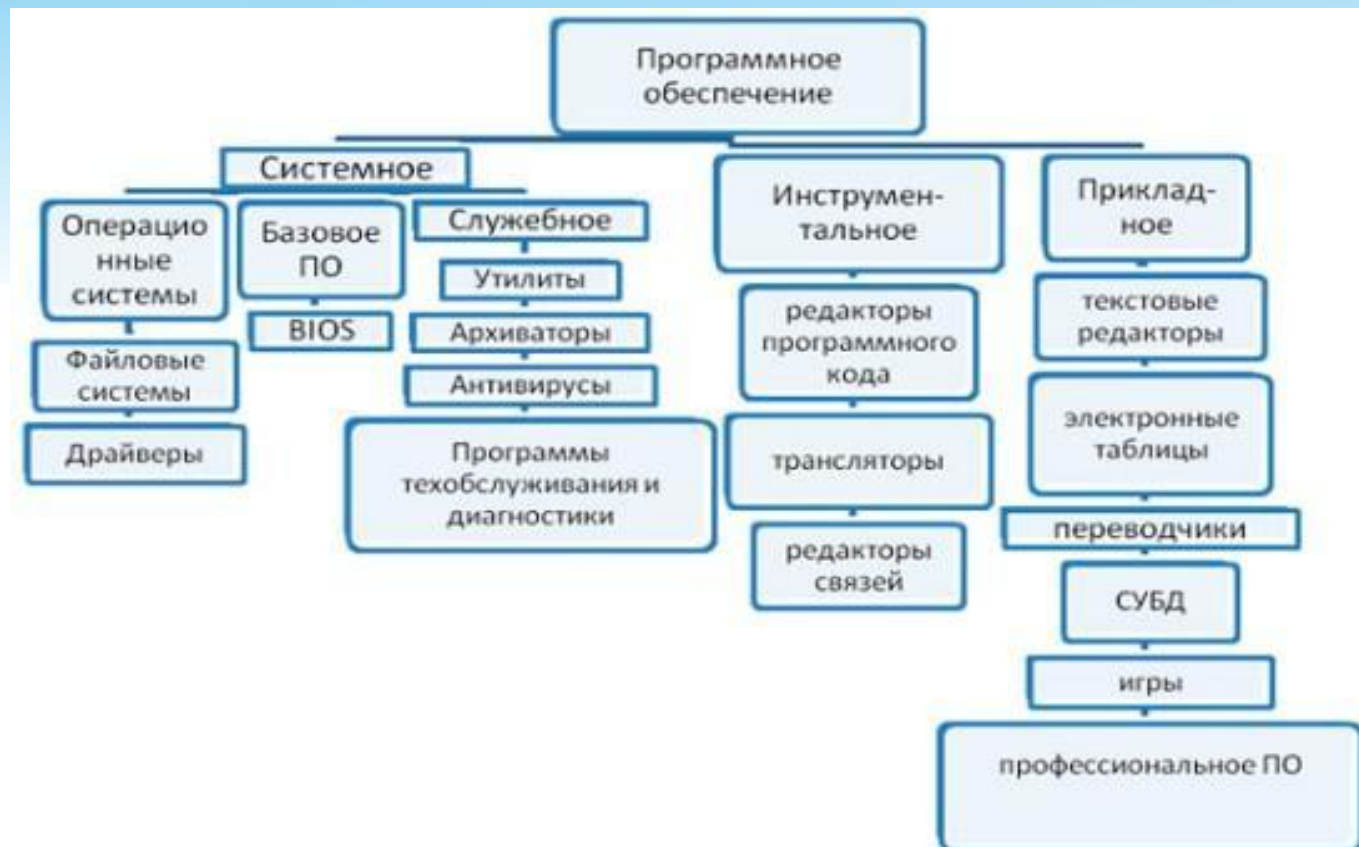 Программное
обеспечение
Системное
Операцио
нные
системы
Файловые
системы
Драйверы
Базовое
ПО
BIOS
Служебное
Утилиты
Архиваторы
Антивирусы
Программы
техобслуживания и
диагностики
Инструмен-
тальное
редакторы
программного
кода
трансляторы
редакторы
связей
Приклад-
ное
текстовые
редакторы
электронные
таблицы
переводчики
СУБД
игры
профессиональное ПО